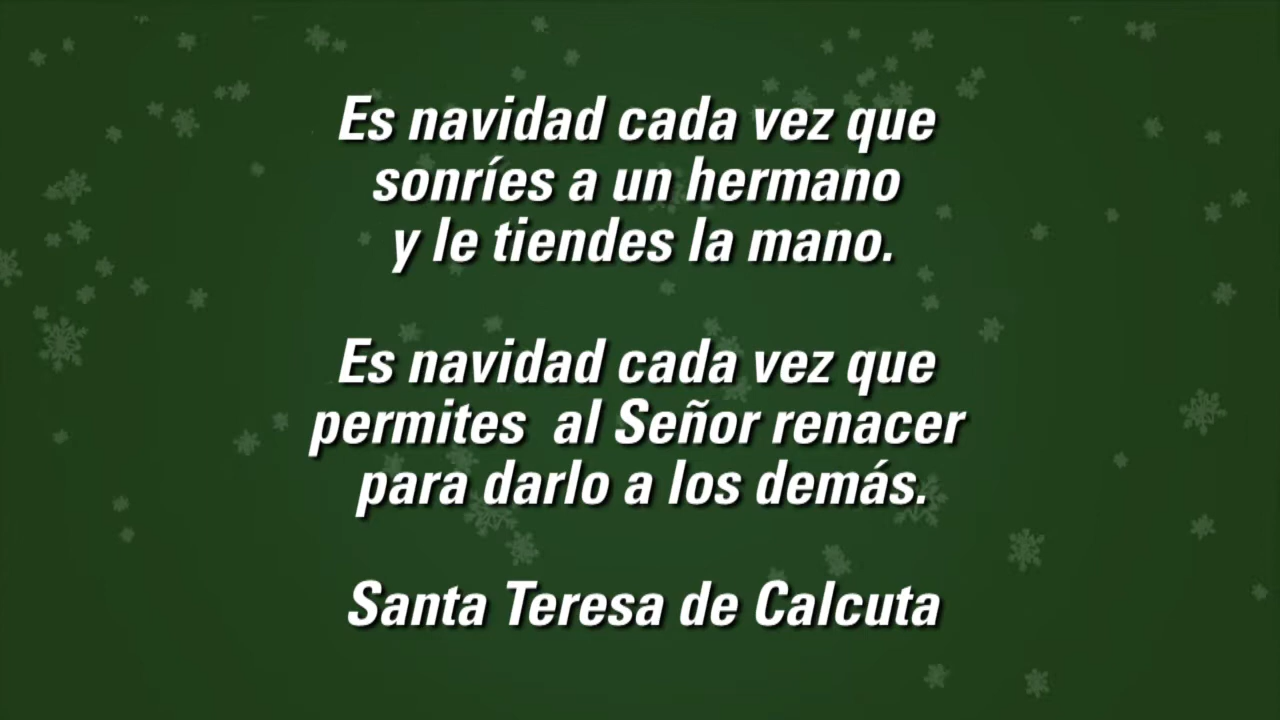 Es navidad cada vez que
sonríes a un hermano
y le tiendes la mano.
Es navidad cada vez que
permites  al Señor renacer
para darlo a los demás.
Santa Teresa de Calcuta